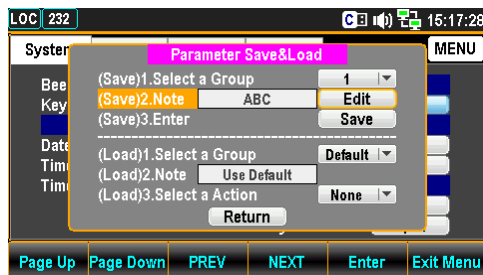 LOC 232 C 15:17:28
System MENU
Parameter Save&Load
(Save)1.Select a Group 1
(Save)2.Note ABC Edit
(Save)3.Enter Save
(Load)1.Select a Group Default
(Load)2.Note Use Default
(Load)3.Select a Action None
Return
Bee
Key
Date
Time
Time
Page Up Page Down PREV NEXT Enter Exit Menu